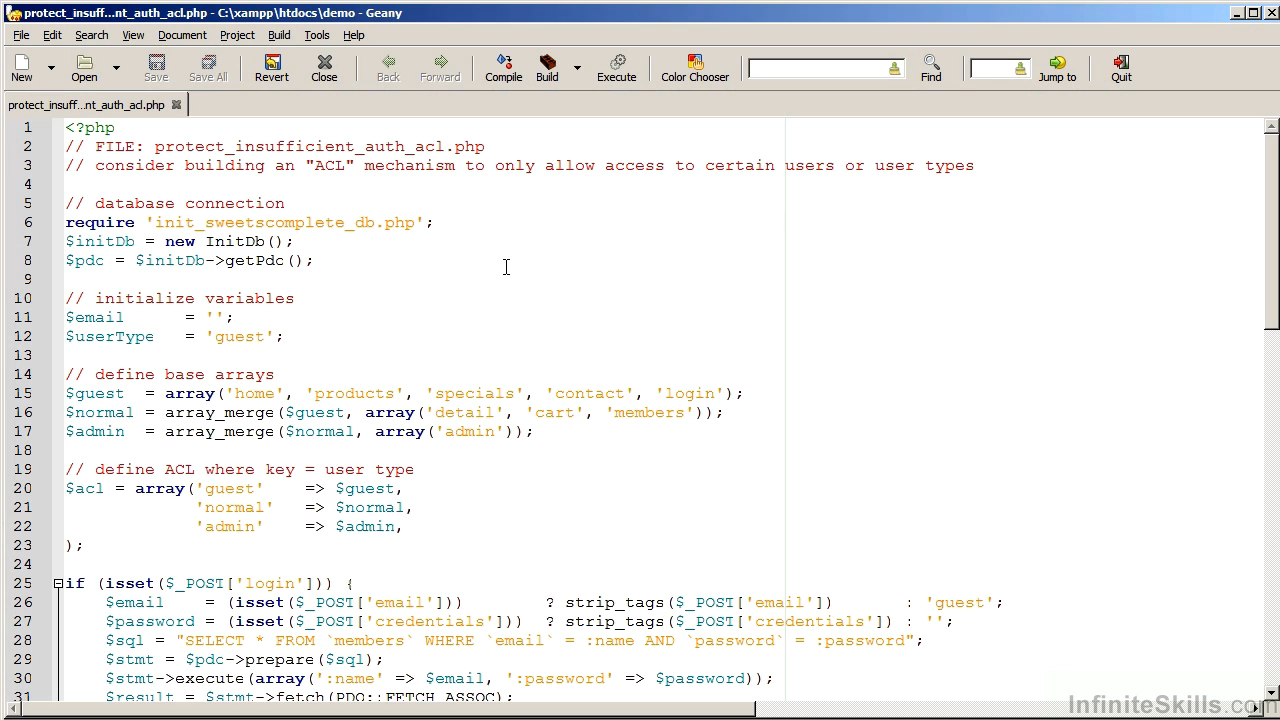 protect_insuff...nt_auth_acl.php - C:\xampp\htdocs\demo - Geany
File Edit Search View Document Project Build Tools Help
New Open Save Save All Revert Close Back Forward Compile Build Execute Color Chooser Find Jump to Quit
protect_insuff...nt_auth_acl.php
1 <?php
2 // FILE: protect_insufficient_auth_acl.php
3 // consider building an "ACL" mechanism to only allow access to certain users or user types
4
5 // database connection
6 require 'init_sweetscomplete_db.php';
7 $initDb = new InitDb();
8 $pdc = $initDb->getPdc();
9
10 // initialize variables
11 $email      = '';
12 $userType   = 'guest';
13
14 // define base arrays
15 $guest  = array('home', 'products', 'specials', 'contact', 'login');
16 $normal = array_merge($guest, array('detail', 'cart', 'members'));
17 $admin  = array_merge($normal, array('admin'));
18
19 // define ACL where key = user type
20 $acl = array('guest'    => $guest,
21              'normal'   => $normal,
22              'admin'    => $admin,
23 );
24
25 if (isset($_POST['login'])) {
26     $email    = (isset($_POST['email']))        ? strip_tags($_POST['email'])       : 'guest';
27     $password = (isset($_POST['credentials']))  ? strip_tags($_POST['credentials']) : '';
28     $sql = "SELECT * FROM `members` WHERE `email` = :name AND `password` = :password";
29     $stmt = $pdc->prepare($sql);
30     $stmt->execute(array(':name' => $email, ':password' => $password));
31     $result = $stmt->fetch(PDO::FETCH_ASSOC);
InfiniteSkills.com